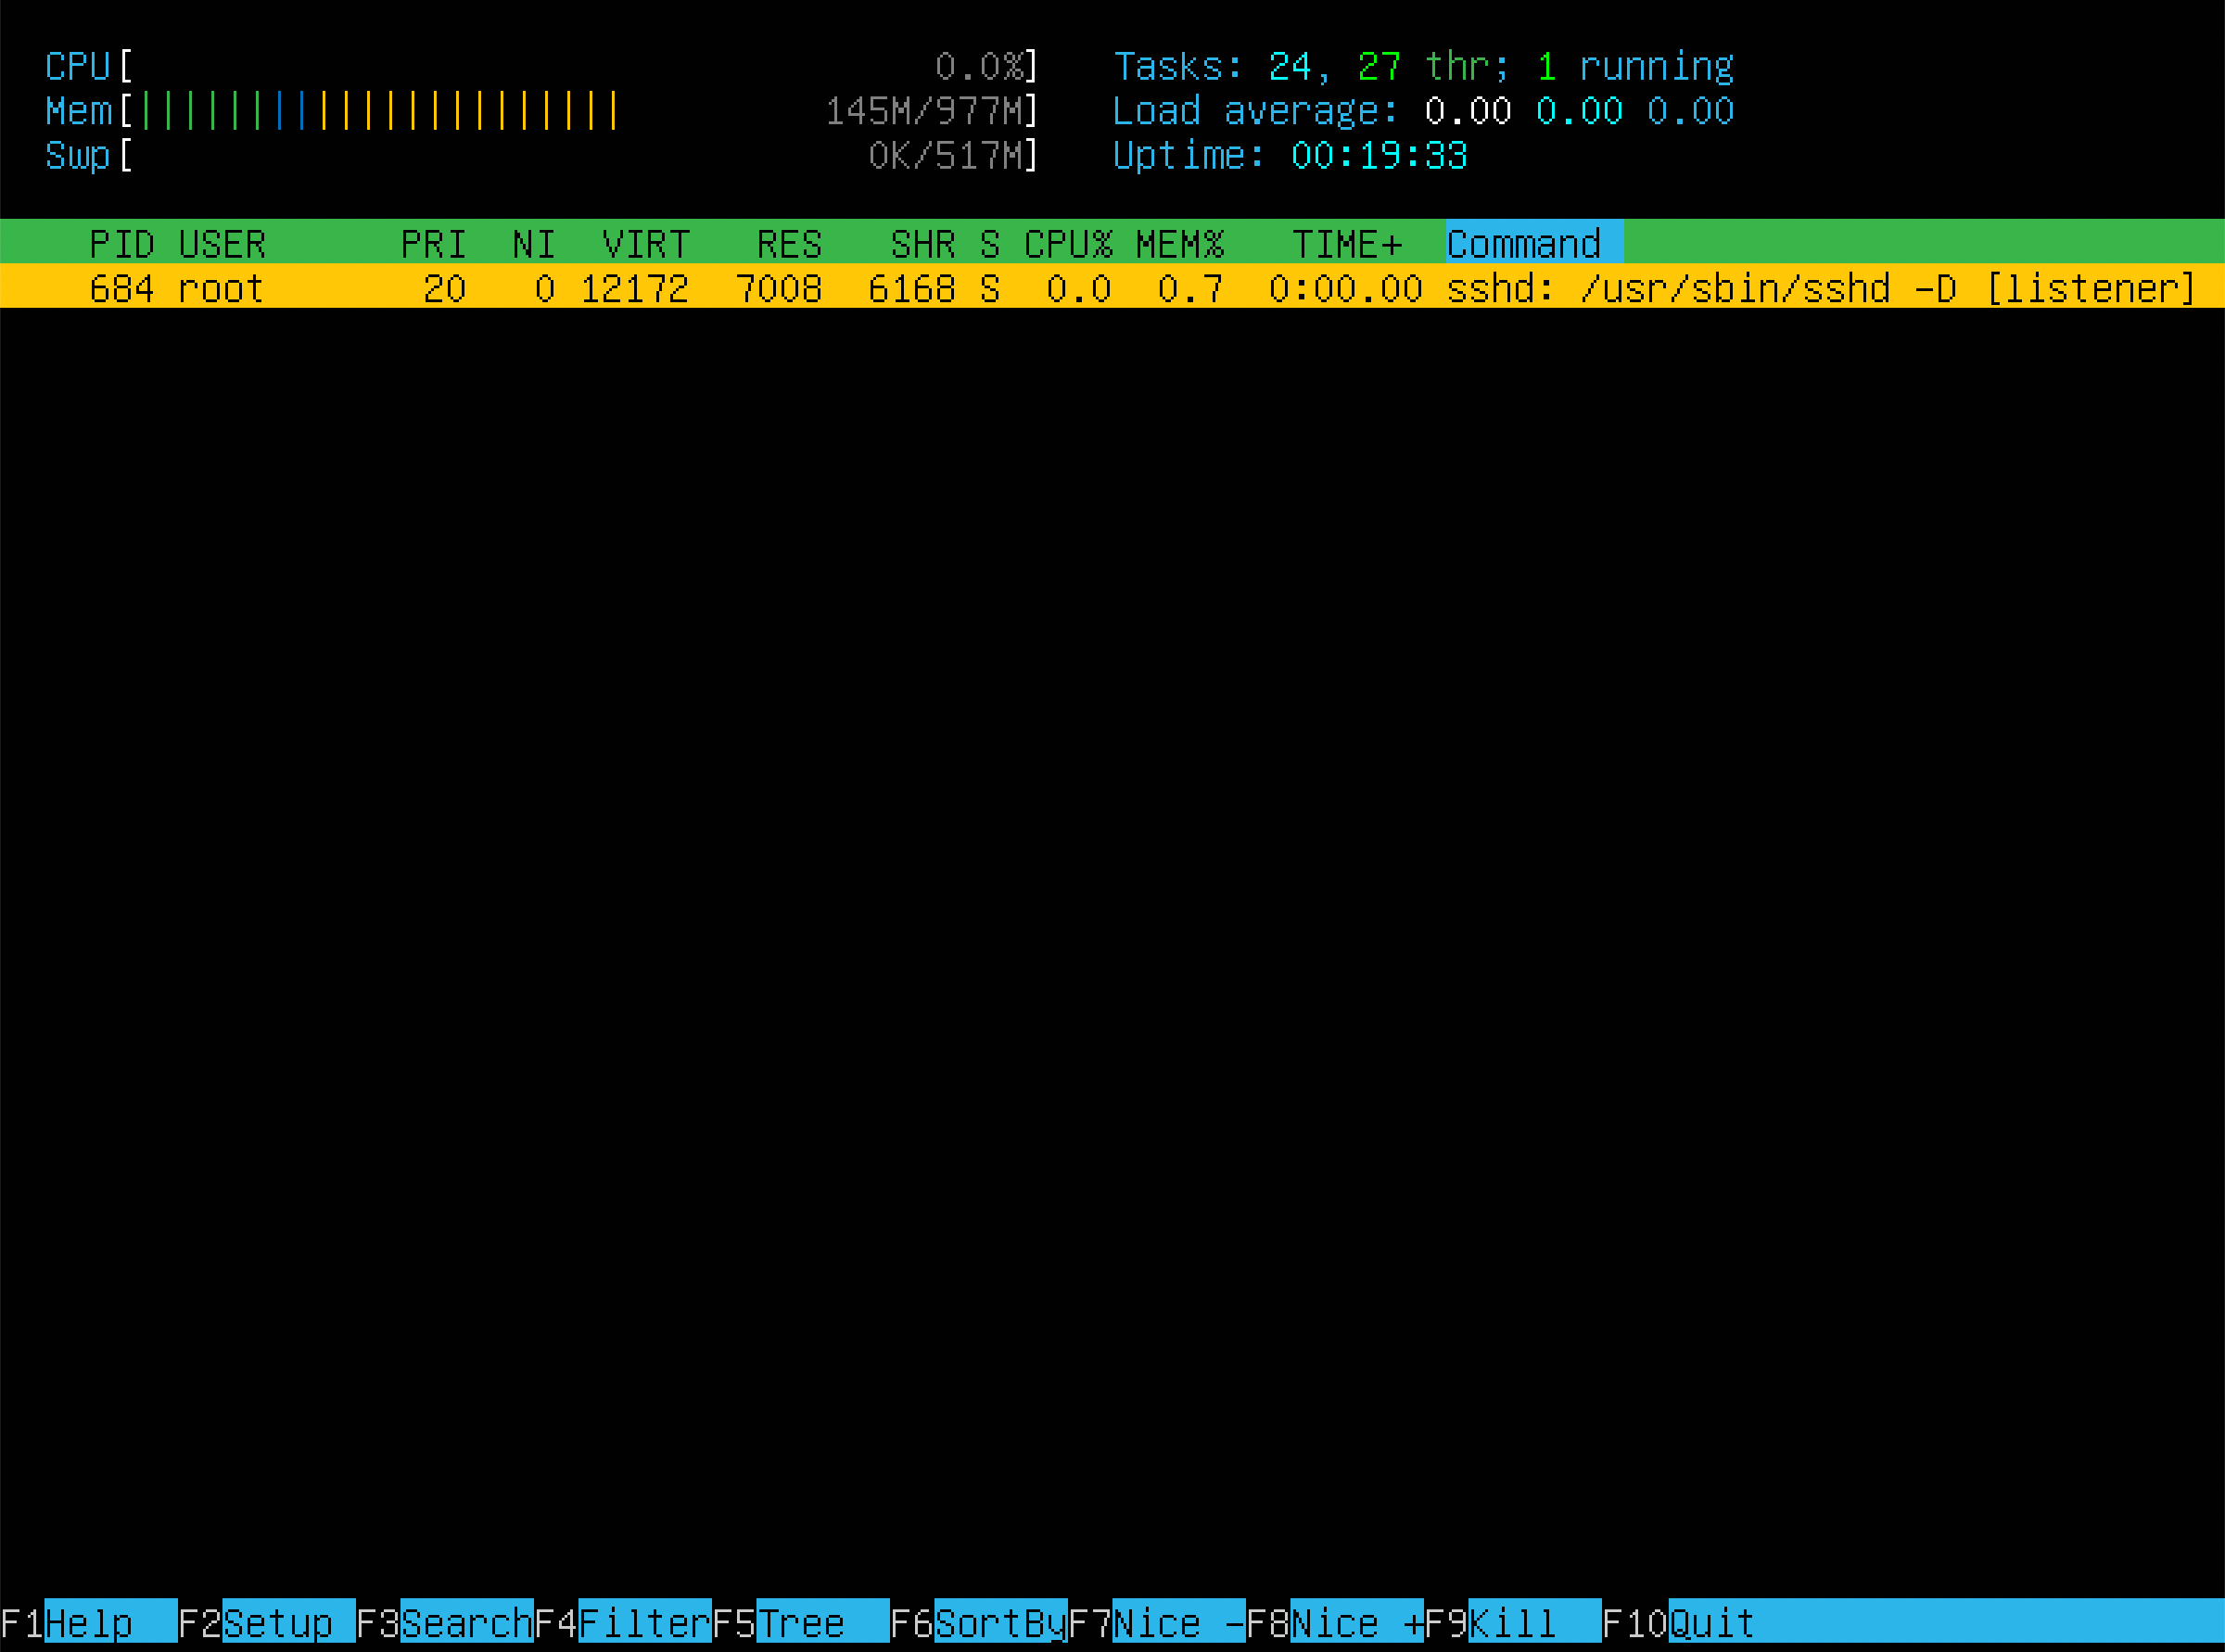 CPU[ 0.0%] Tasks: 24, 27 thr; 1 running
Mem[|||||||||||||||||||||| 145M/977M] Load average: 0.00 0.00 0.00
Swp[ 0K/517M] Uptime: 00:19:33
PID USER PRI NI VIRT RES SHR S CPU% MEM% TIME+ Command
684 root 20 0 12172 7008 6168 S 0.0 0.7 0:00.00 sshd: /usr/sbin/sshd -D [listener]
F1Help F2Setup F3SearchF4FilterF5Tree F6SortByF7Nice -F8Nice +F9Kill F10Quit